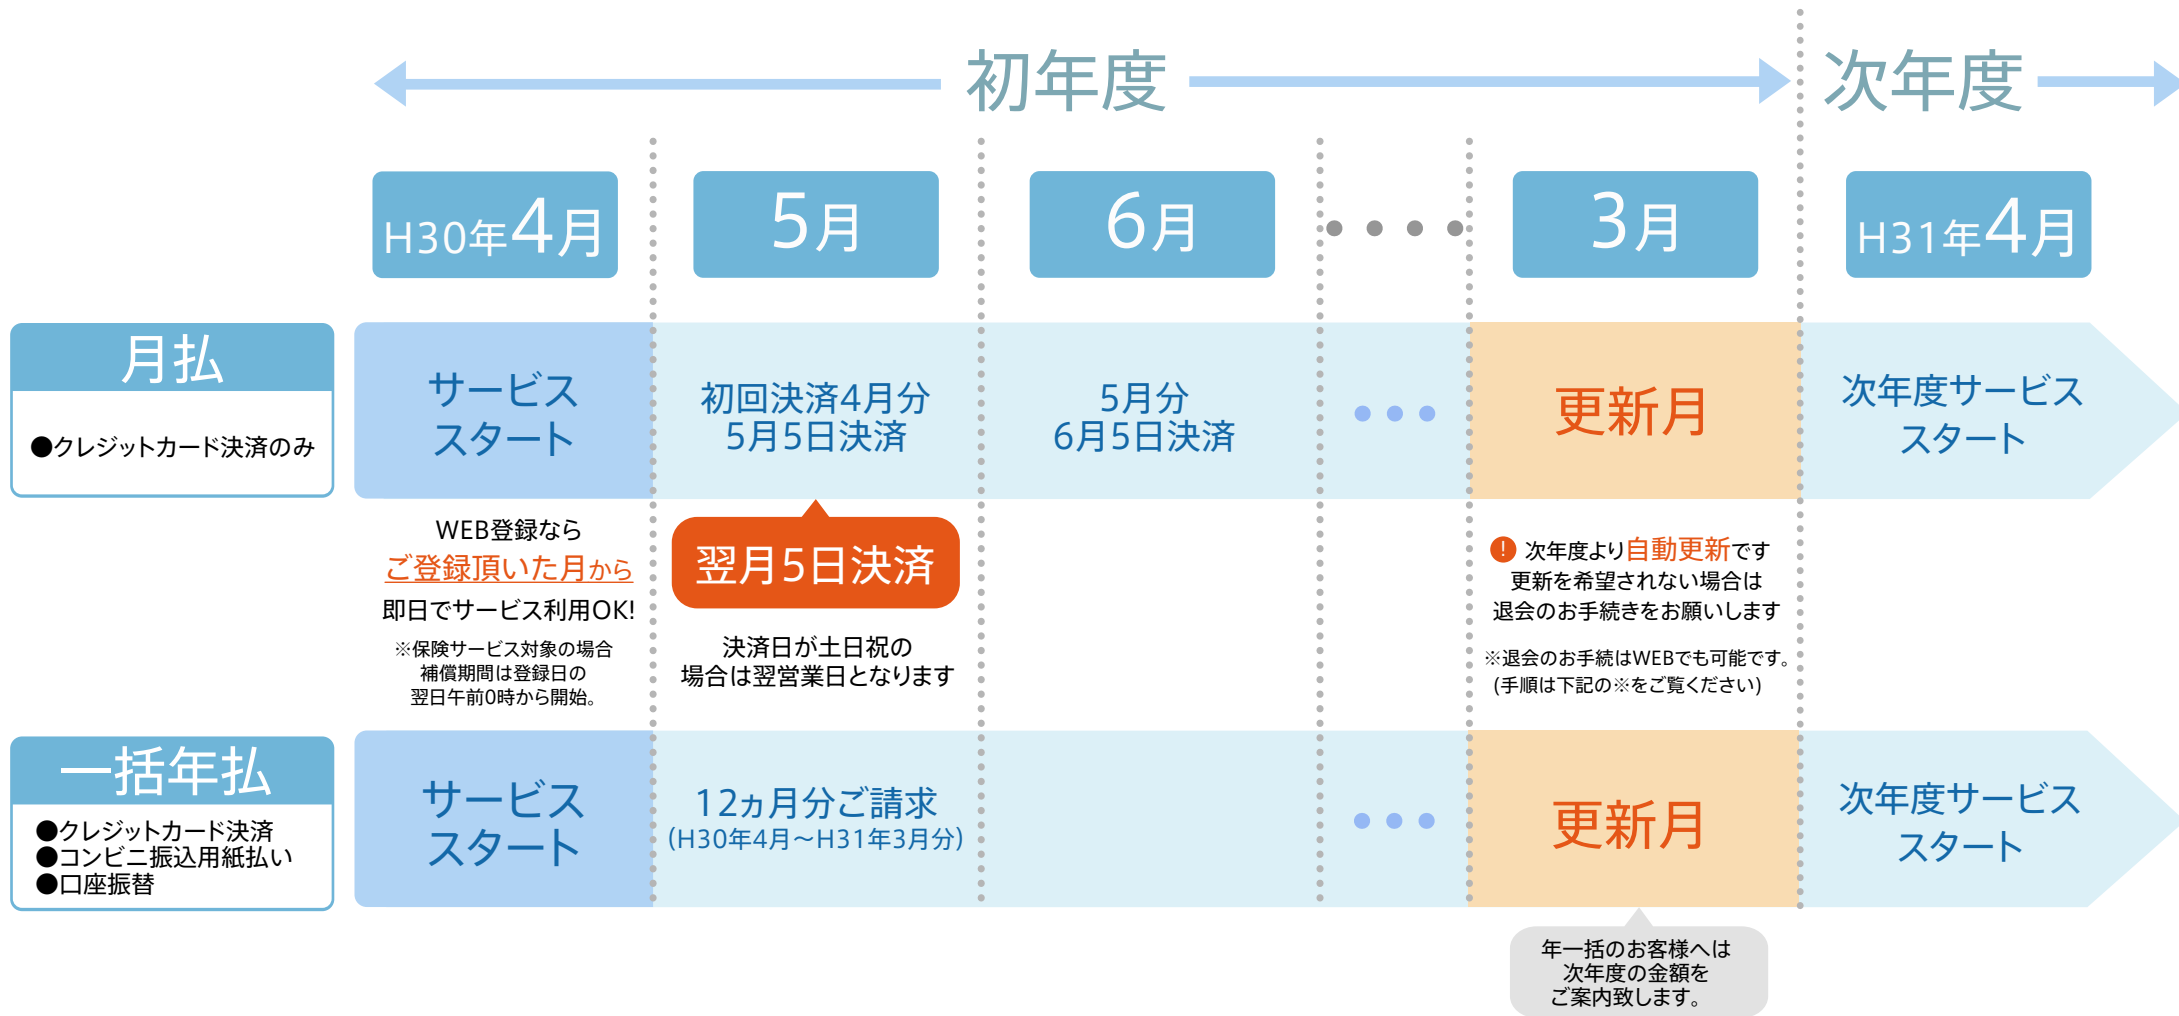 初年度
次年度
H30年4月
5月
6月
3月
H31年4月
月払
●クレジットカード決済のみ
サービス
スタート
初回決済4月分
5月5日決済
5月分
6月5日決済
更新月
次年度サービス
スタート
WEB登録なら
ご登録頂いた月から
即日でサービス利用OK!
※保険サービス対象の場合
補償期間は登録日の
翌日午前0時から開始。
翌月5日決済
決済日が土日祝の
場合は翌営業日となります
! 次年度より自動更新です
更新を希望されない場合は
退会のお手続きをお願いします
※退会のお手続はWEBでも可能です。
(手順は下記の※をご覧ください)
一括年払
●クレジットカード決済
●コンビニ振込用紙払い
●口座振替
サービス
スタート
12ヵ月分ご請求
(H30年4月～H31年3月分)
更新月
次年度サービス
スタート
年一括のお客様へは
次年度の金額を
ご案内致します。